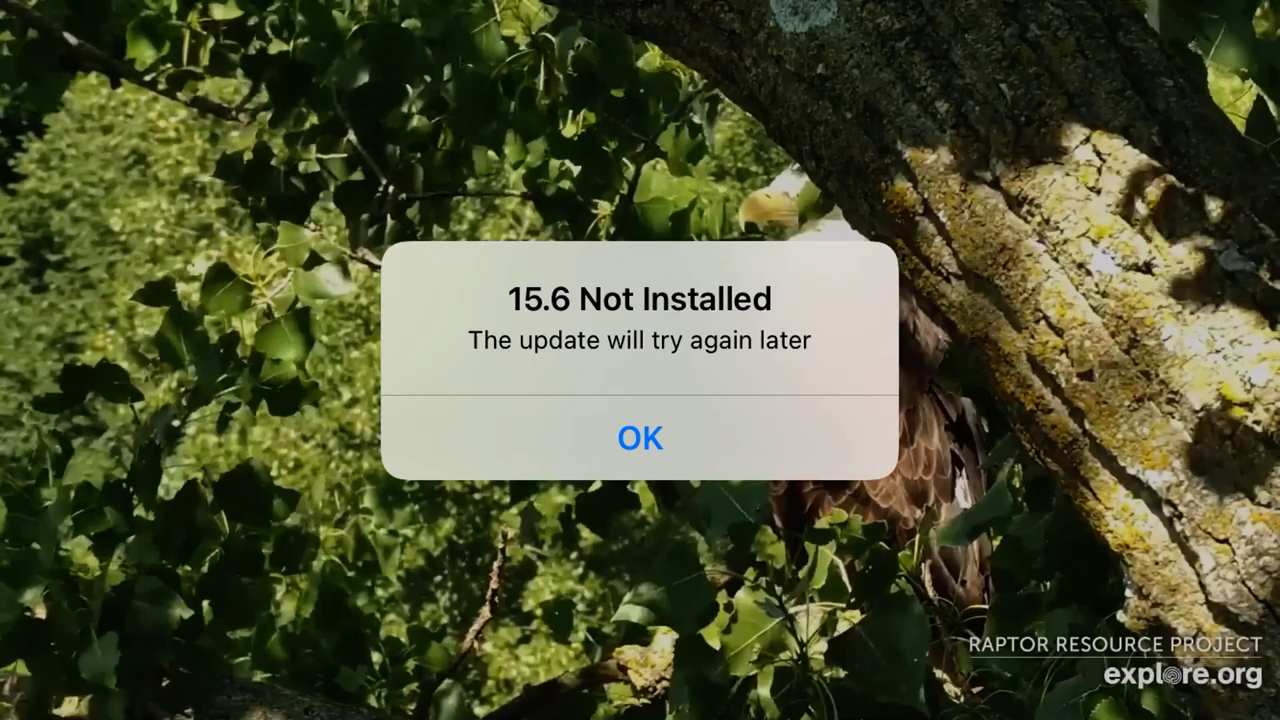 15.6 Not Installed
The update will try again later
OK
RAPTOR RESOURCE PROJECT
explore.org